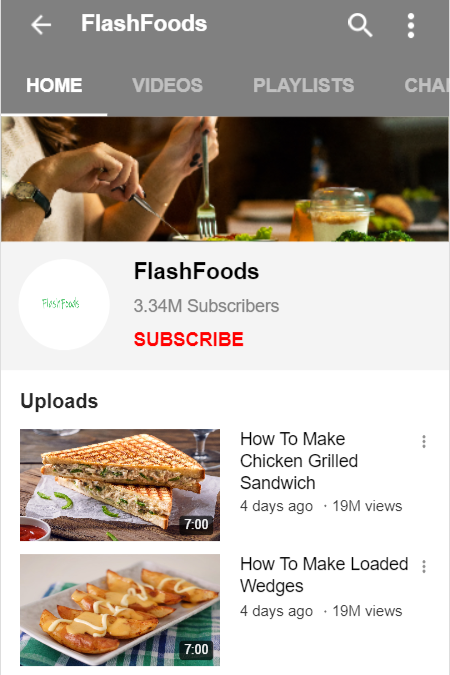 FlashFoods
HOME VIDEOS PLAYLISTS CHA
FlashFoods
FlashFoods
3.34M Subscribers
SUBSCRIBE
Uploads
How To Make
Chicken Grilled
Sandwich
4 days ago · 19M views
7:00
How To Make Loaded
Wedges
4 days ago · 19M views
7:00